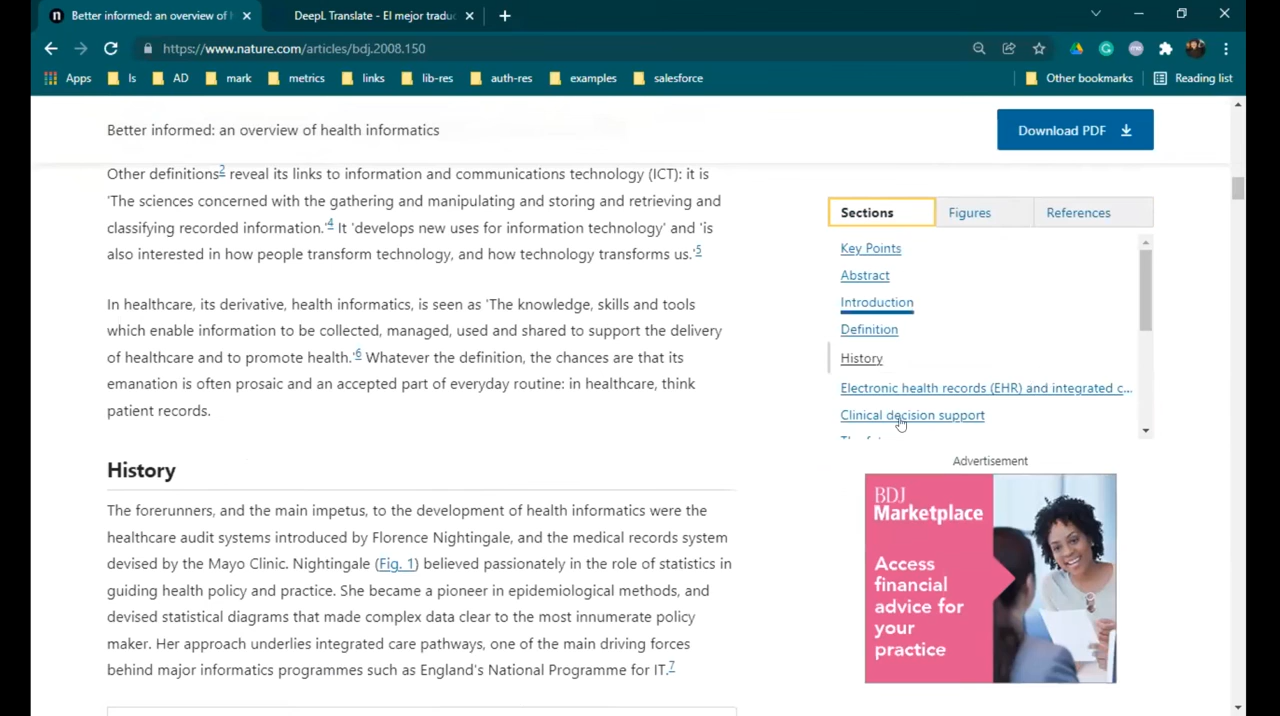 Better informed: an overview of h
DeepL Translate - El mejor traduc
https://www.nature.com/articles/bdj.2008.150
Apps
ls
AD
mark
metrics
links
lib-res
auth-res
examples
salesforce
Other bookmarks
Reading list
Better informed: an overview of health informatics
Download PDF
Other definitions2 reveal its links to information and communications technology (ICT): it is
'The sciences concerned with the gathering and manipulating and storing and retrieving and
classifying recorded information.'4 It 'develops new uses for information technology' and 'is
also interested in how people transform technology, and how technology transforms us.'5
In healthcare, its derivative, health informatics, is seen as 'The knowledge, skills and tools
which enable information to be collected, managed, used and shared to support the delivery
of healthcare and to promote health.'6 Whatever the definition, the chances are that its
emanation is often prosaic and an accepted part of everyday routine: in healthcare, think
patient records.
History
The forerunners, and the main impetus, to the development of health informatics were the
healthcare audit systems introduced by Florence Nightingale, and the medical records system
devised by the Mayo Clinic. Nightingale (Fig. 1) believed passionately in the role of statistics in
guiding health policy and practice. She became a pioneer in epidemiological methods, and
devised statistical diagrams that made complex data clear to the most innumerate policy
maker. Her approach underlies integrated care pathways, one of the main driving forces
behind major informatics programmes such as England's National Programme for IT.7
Sections
Figures
References
Key Points
Abstract
Introduction
Definition
History
Electronic health records (EHR) and integrated c...
Clinical decision support
Advertisement
BDJ
Marketplace
Access
financial
advice for
your
practice